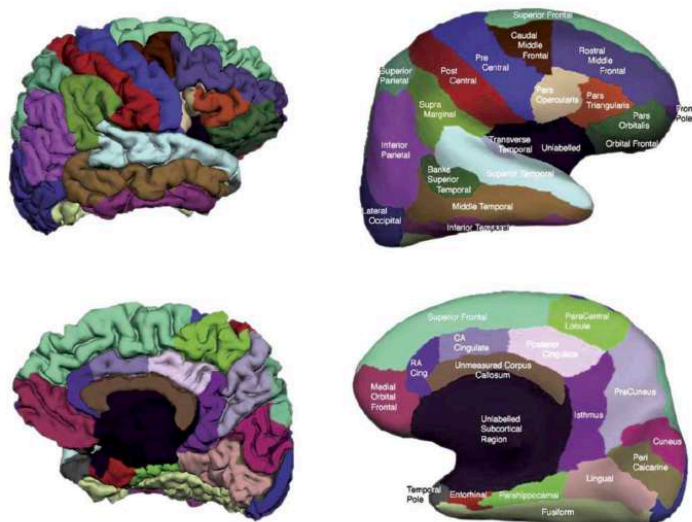 Superior Frontal
Caudal
Middle
Frontal
Rostral
Middle
Frontal
Pre
Central
Post
Central
Superior
Parietal
Pars
Opercularis
Pars
Triangularis
Supra
Marginal
Pars
Orbitalis
Front
Pole
Inferior
Parietal
Transverse
Temporal
Unlabelled
Orbital Frontal
Banks
Superior
Temporal
Superior Temporal
Middle Temporal
Lateral
Occipital
Inferior Temporal
Superior Frontal
ParaCentral
Lobule
CA
Cingulate
Posterior
Cingulate
RA
Cing
Unmeasured Corpus
Callosum
Medial
Orbital
Frontal
PreCuneus
Isthmus
Unlabelled
Subcortical
Region
Cuneus
Peri
Calcarine
Lingual
Temporal
Pole
Entorhinal
Parahippocampal
Fusiform